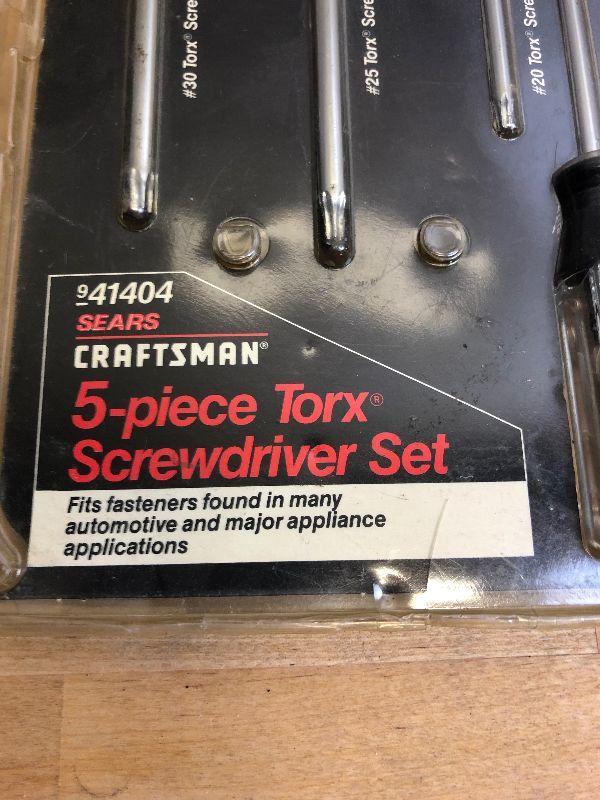 #30 Torx® Scre
#25 Torx® Scre
#20 Torx® Scre
941404
SEARS
CRAFTSMAN®
5-piece Torx®
Screwdriver Set
Fits fasteners found in many
automotive and major appliance
applications